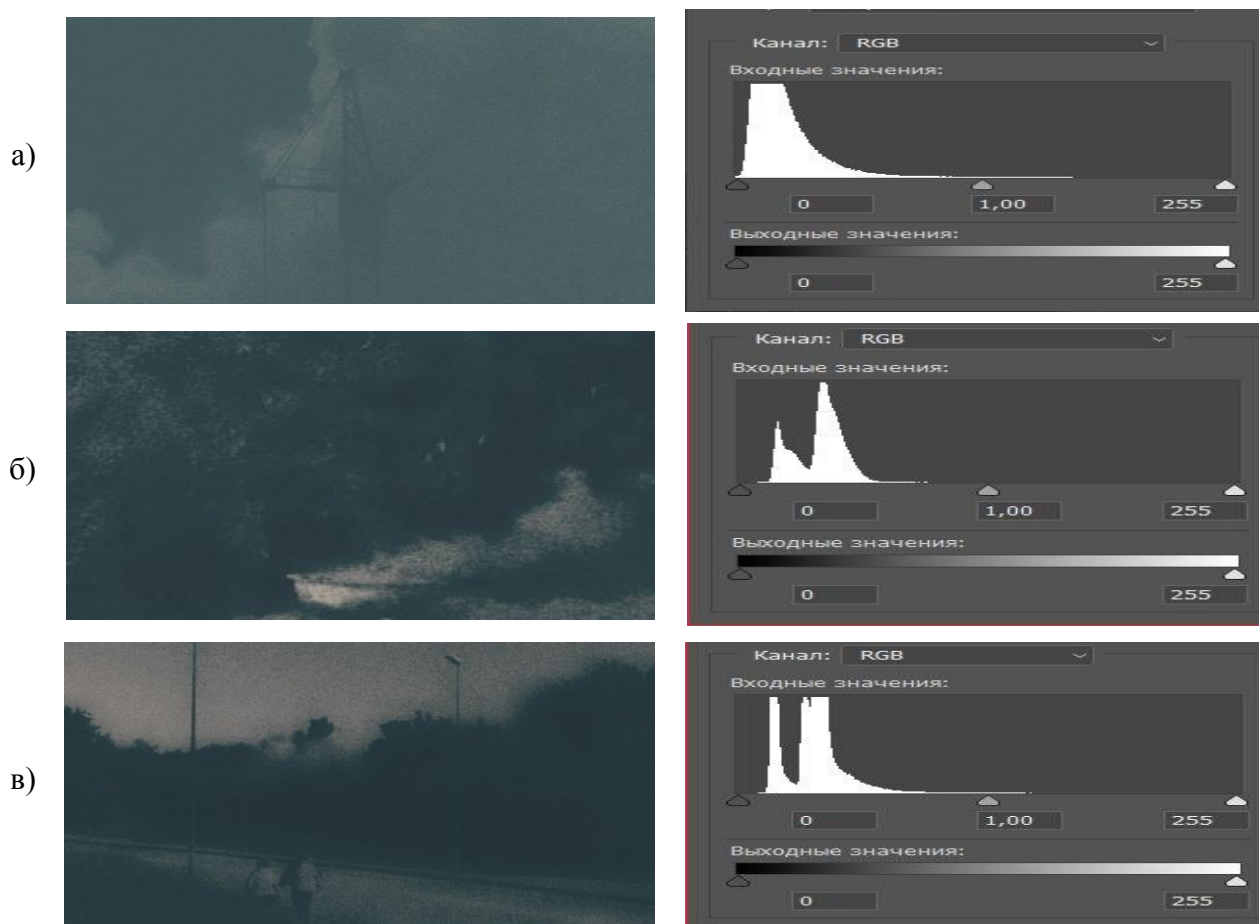 а)
Канал: RGB
Входные значения:
0 1,00 255
Выходные значения:
0 255
б)
Канал: RGB
Входные значения:
0 1,00 255
Выходные значения:
0 255
в)
Канал: RGB
Входные значения:
0 1,00 255
Выходные значения:
0 255